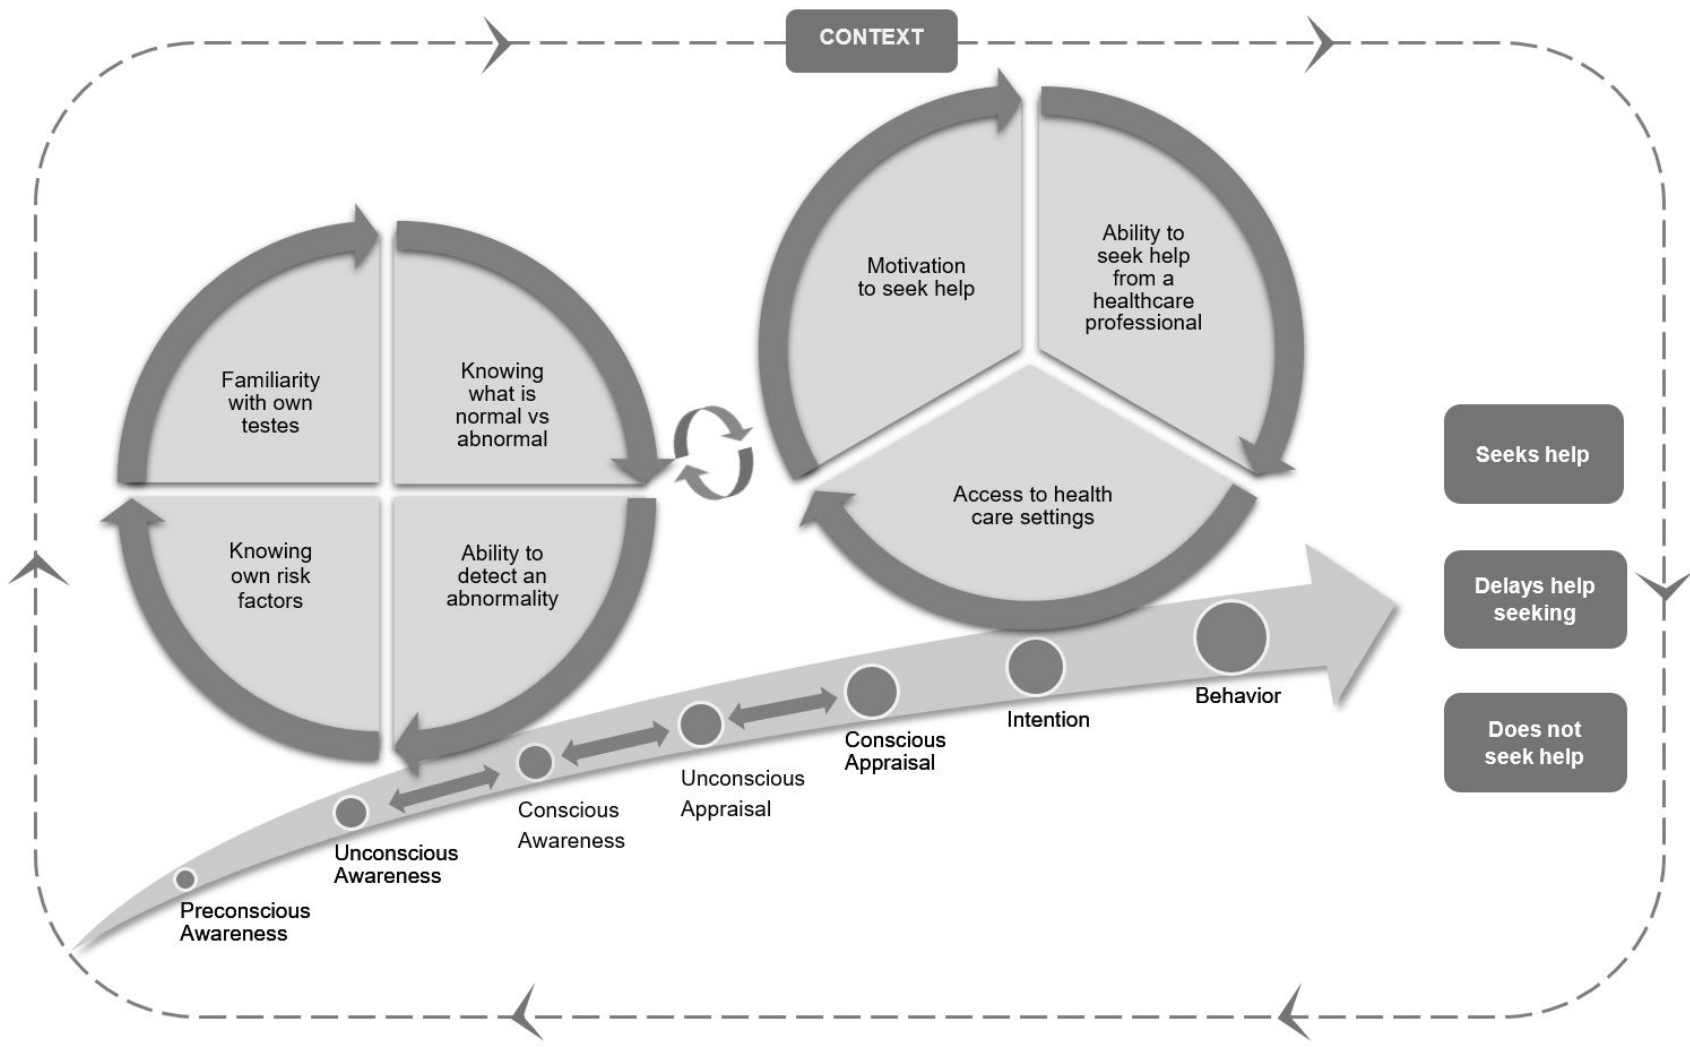 CONTEXT
Familiarity
with own
testes
Knowing
what is
normal vs
abnormal
Knowing
own risk
factors
Ability to
detect an
abnormality
Motivation
to seek help
Ability to
seek help
from a
healthcare
professional
Access to health
care settings
Preconscious
Awareness
Unconscious
Awareness
Conscious
Awareness
Unconscious
Appraisal
Conscious
Appraisal
Intention
Behavior
Seeks help
Delays help
seeking
Does not
seek help